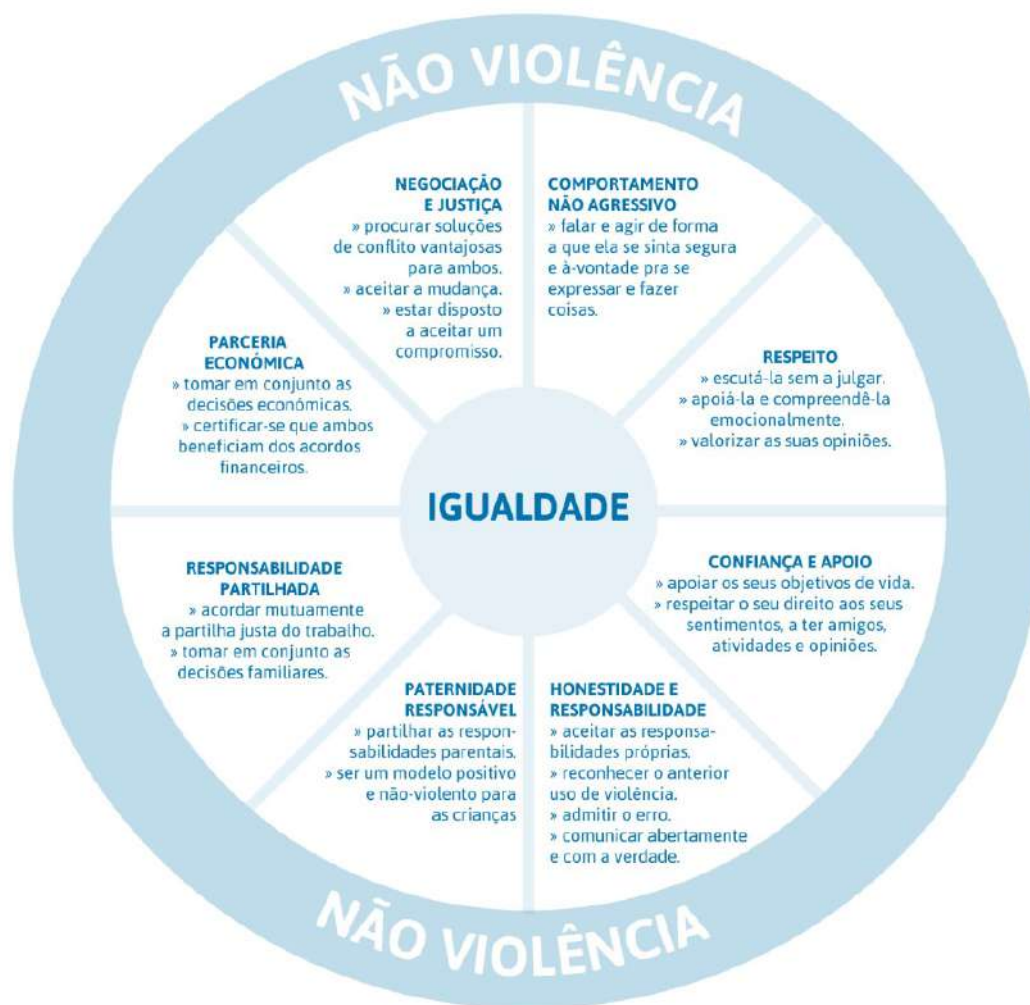 NÃO VIOLÊNCIA
NEGOCIAÇÃO
E JUSTIÇA
» procurar soluções
de conflito vantajosas
para ambos.
» aceitar a mudança.
» estar disposto
a aceitar um
compromisso.
COMPORTAMENTO
NÃO AGRESSIVO
» falar e agir de forma
a que ela se sinta segura
e à-vontade pra se
expressar e fazer
coisas.
RESPEITO
» escutá-la sem a julgar.
» apoiá-la e compreendê-la
emocionalmente.
» valorizar as suas opiniões.
CONFIANÇA E APOIO
» apoiar os seus objetivos de vida.
» respeitar o seu direito aos seus
sentimentos, a ter amigos,
atividades e opiniões.
HONESTIDADE E
RESPONSABILIDADE
» aceitar as responsa-
bilidades próprias.
» reconhecer o anterior
uso de violência.
» admitir o erro.
» comunicar abertamente
e com a verdade.
PATERNIDADE
RESPONSÁVEL
» partilhar as respon-
sabilidades parentais.
» ser um modelo positivo
e não-violento para
as crianças
RESPONSABILIDADE
PARTILHADA
» acordar mutuamente
a partilha justa do trabalho.
» tomar em conjunto as
decisões familiares.
PARCERIA
ECONÓMICA
» tomar em conjunto as
decisões económicas.
» certificar-se que ambos
beneficiam dos acordos
financeiros.
IGUALDADE
NÃO VIOLÊNCIA